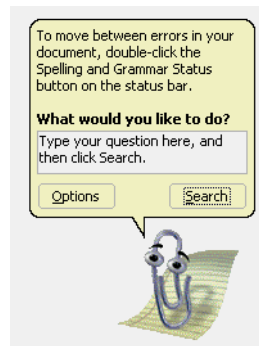 To move between errors in your
document, double-click the
Spelling and Grammar Status
button on the status bar.
What would you like to do?
Type your question here, and
then click Search.
Options
Search